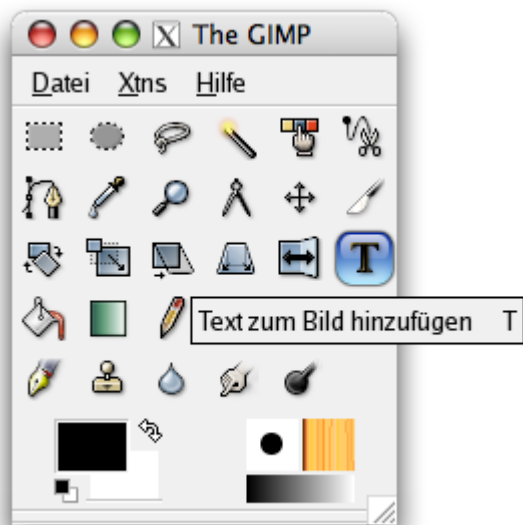 The GIMP
Datei Xtns Hilfe
T
Text zum Bild hinzufügen T